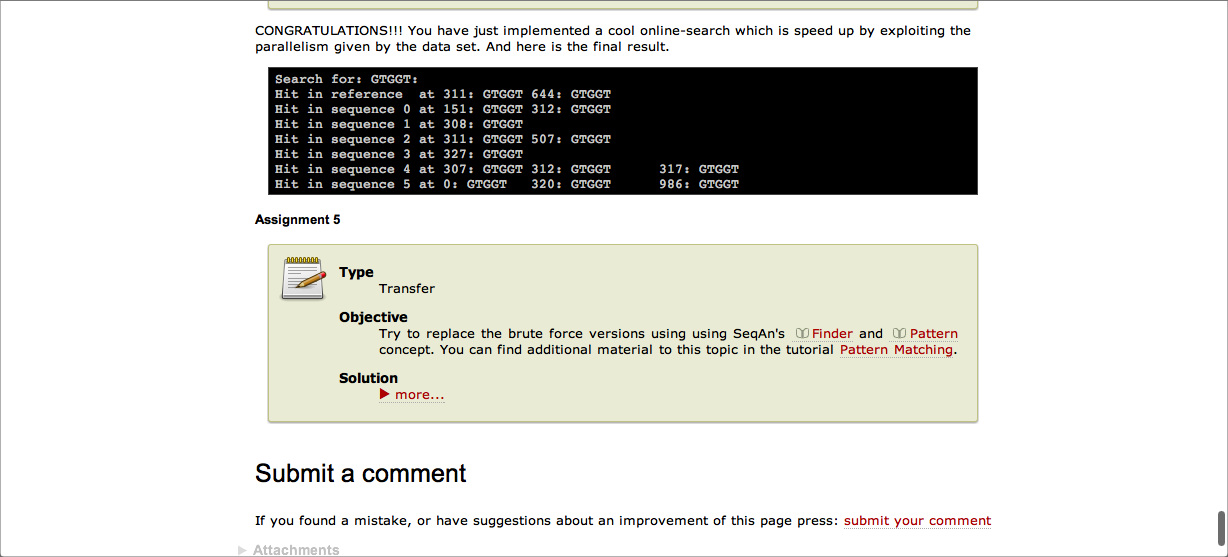 CONGRATULATIONS!!! You have just implemented a cool online-search which is speed up by exploiting the
parallelism given by the data set. And here is the final result.
Search for: GTGGT:
Hit in reference  at 311: GTGGT 644: GTGGT
Hit in sequence 0 at 151: GTGGT 312: GTGGT
Hit in sequence 1 at 308: GTGGT
Hit in sequence 2 at 311: GTGGT 507: GTGGT
Hit in sequence 3 at 327: GTGGT
Hit in sequence 4 at 307: GTGGT 312: GTGGT      317: GTGGT
Hit in sequence 5 at 0: GTGGT   320: GTGGT      986: GTGGT
Assignment 5
Type
Transfer
Objective
Try to replace the brute force versions using using SeqAn's Finder and Pattern
concept. You can find additional material to this topic in the tutorial Pattern Matching.
Solution
more...
Submit a comment
If you found a mistake, or have suggestions about an improvement of this page press: submit your comment
Attachments